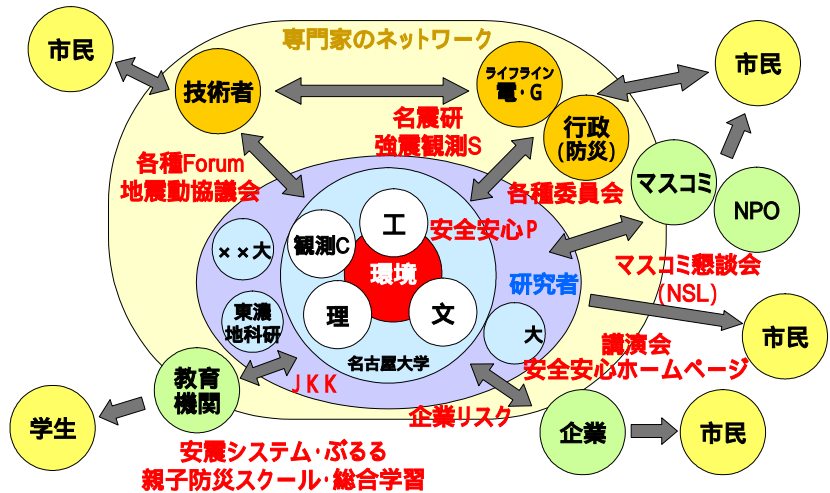 専門家のネットワーク
市民
技術者
ライフライン
電・G
市民
行政
(防災)
名震研
強震観測S
各種Forum
地震動協議会
各種委員会
マスコミ
NPO
工
観測C
安全安心P
××大
環境
研究者
マスコミ懇談会
(NSL)
東濃
地科研
理
文
大
市民
講演会
安全安心ホームページ
名古屋大学
教育
機関
JKK
企業リスク
学生
企業
市民
安震システム・ぶるる
親子防災スクール・総合学習